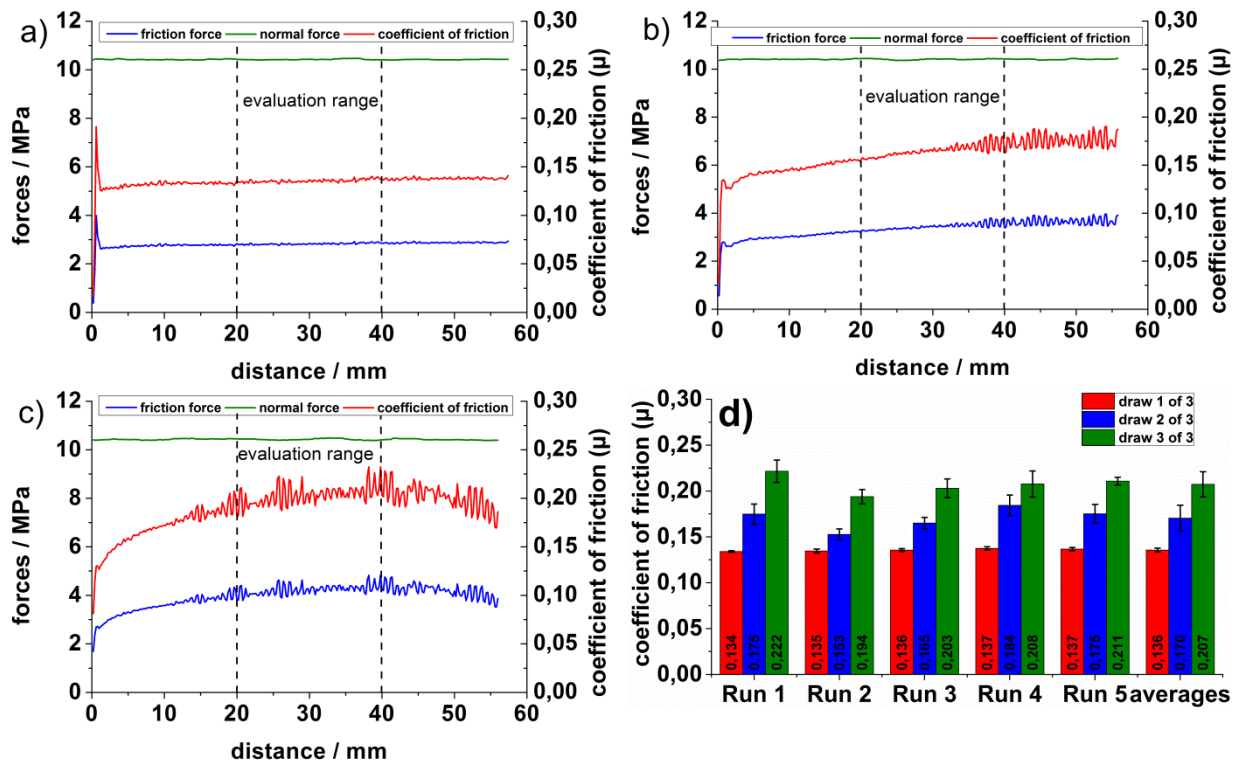 a)
friction force normal force coefficient of friction
evaluation range
forces / MPa
12
10
8
6
4
2
0
coefficient of friction (µ)
0,30
0,25
0,20
0,15
0,10
0,05
0,00
0 10 20 30 40 50 60
distance / mm
b)
friction force normal force coefficient of friction
evaluation range
forces / MPa
12
10
8
6
4
2
0
coefficient of friction (µ)
0,30
0,25
0,20
0,15
0,10
0,05
0,00
0 10 20 30 40 50 60
distance / mm
c)
friction force normal force coefficient of friction
evaluation range
forces / MPa
12
10
8
6
4
2
0
coefficient of friction (µ)
0,30
0,25
0,20
0,15
0,10
0,05
0,00
0 10 20 30 40 50 60
distance / mm
d)
draw 1 of 3
draw 2 of 3
draw 3 of 3
coefficient of friction (µ)
0,30
0,25
0,20
0,15
0,10
0,05
0,00
0,134 0,175 0,222 0,135 0,153 0,194 0,136 0,165 0,203 0,137 0,184 0,208 0,137 0,175 0,211 0,136 0,170 0,207
Run 1 Run 2 Run 3 Run 4 Run 5 averages